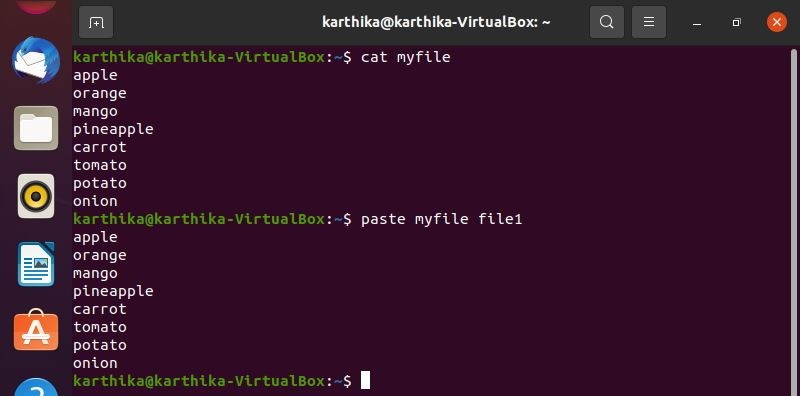 karthika@karthika-VirtualBox: ~
karthika@karthika-VirtualBox:~$ cat myfile
apple
orange
mango
pineapple
carrot
tomato
potato
onion
karthika@karthika-VirtualBox:~$ paste myfile file1
apple
orange
mango
pineapple
carrot
tomato
potato
onion
karthika@karthika-VirtualBox:~$